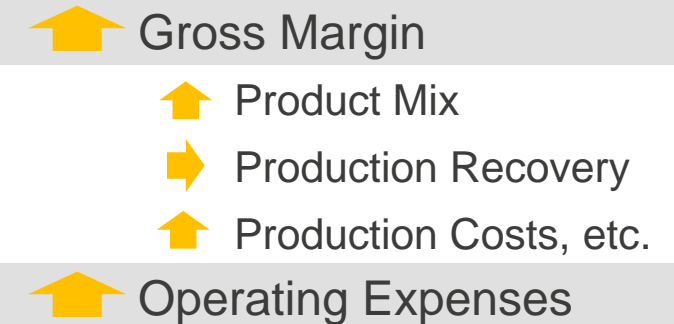 Gross Margin
Product Mix
Production Recovery
Production Costs, etc.
Operating Expenses